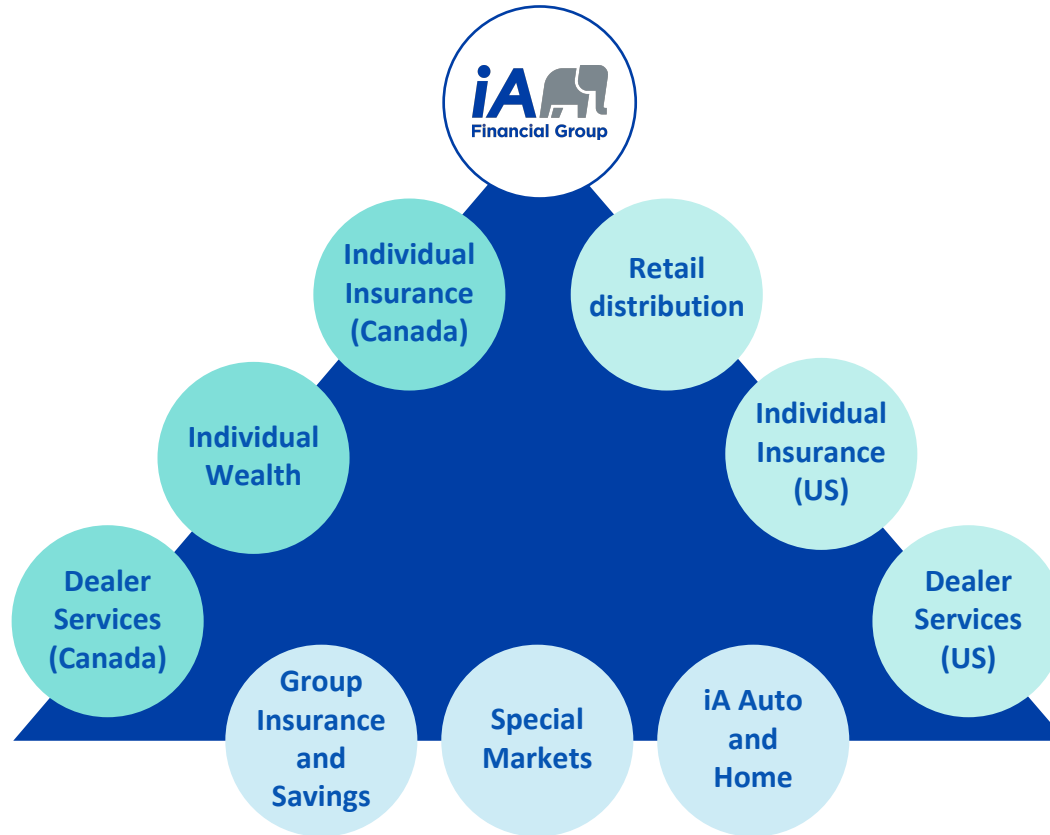 iA
Financial Group
Individual
Insurance
(Canada)
Retail
distribution
Individual
Wealth
Individual
Insurance
(US)
Dealer
Services
(Canada)
Dealer
Services
(US)
Group
Insurance
and
Savings
Special
Markets
iA Auto
and
Home